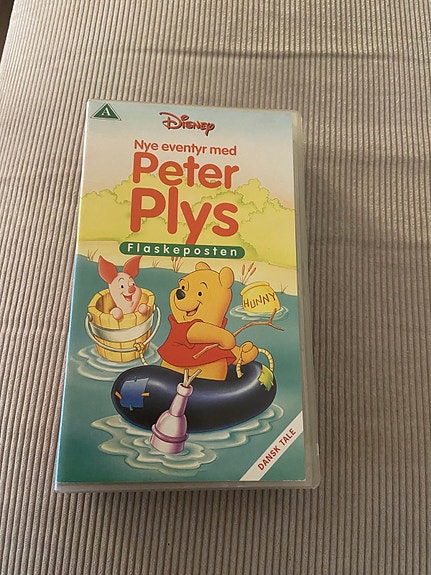 A
Disney
Nye eventyr med
Peter
Plys
Flaskeposten
HUNNY
DANSK TALE